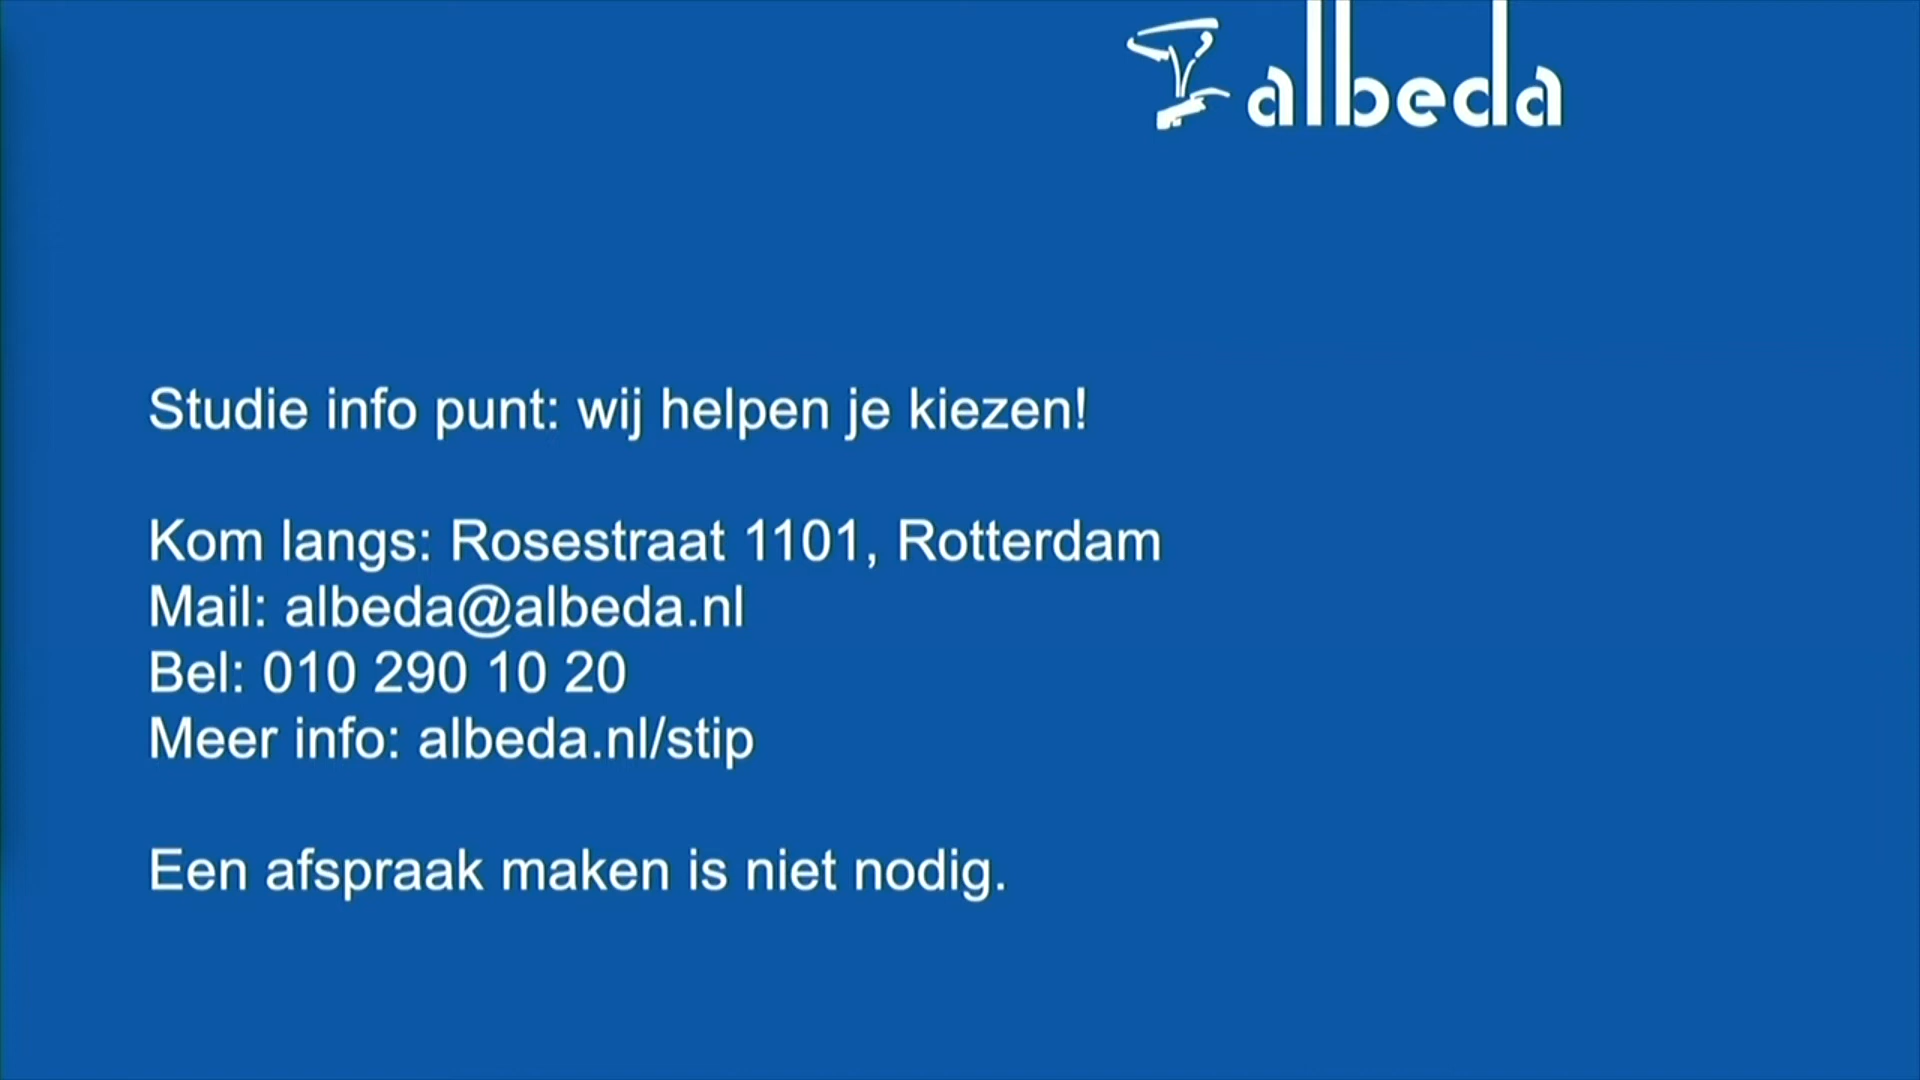 albeda
Studie info punt: wij helpen je kiezen!
Kom langs: Rosestraat 1101, Rotterdam
Mail: albeda@albeda.nl
Bel: 010 290 10 20
Meer info: albeda.nl/stip
Een afspraak maken is niet nodig.